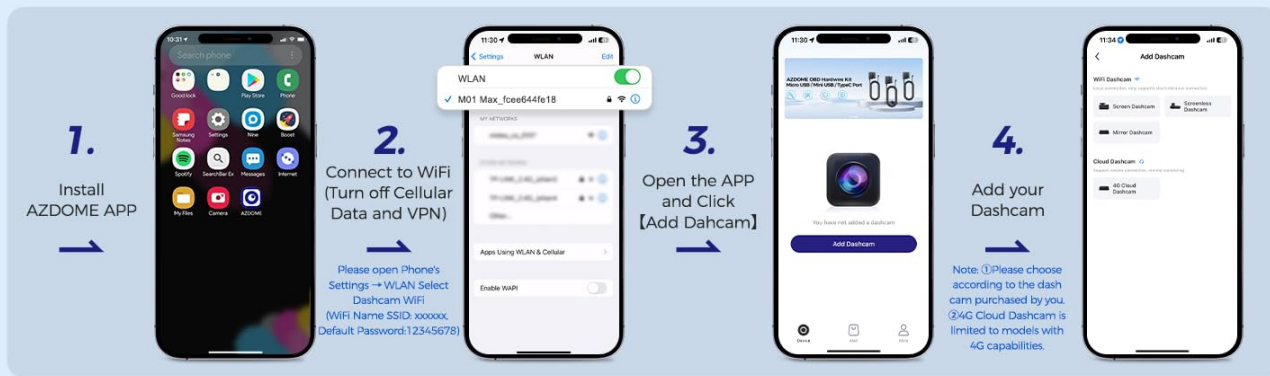 1.
Install
AZDOME APP
10:31
Search phone
Good lock
Play Store
Phone
Samsung
Notes
Settings
Nine
Boost
Spotify
SearchBar Ex
Messages
Internet
My Files
Camera
AZDOME
2.
Connect to WiFi
(Turn off Cellular
Data and VPN)
Please open Phone's
Settings → WLAN Select
Dashcam WiFi
(WiFi Name SSID: xxxxxx,
Default Password:12345678)
11:30
Settings
WLAN
Edit
WLAN
M01 Max_fcee644fe18
MY NETWORKS
OTHER NETWORKS
Other...
Apps Using WLAN & Cellular
Enable WAPI
3.
Open the APP
and Click
【Add Dahcam】
11:30
AZDOME OBD Hardwire Kit
Micro USB / Mini USB / TypeC Port
You have not added a dashcam
Add Dashcam
Device
Mall
Mine
4.
Add your
Dashcam
Note: ①Please choose
according to the dash
cam purchased by you.
②4G Cloud Dashcam is
limited to models with
4G capabilities.
11:34
Add Dashcam
WiFi Dashcam
Screen Dashcam
Screenless
Dashcam
Mirror Dashcam
Cloud Dashcam
4G Cloud
Dashcam